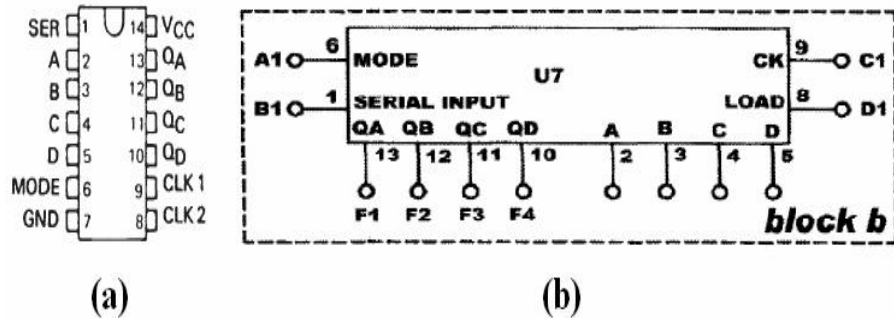 SER 1 14 VCC
A 2 13 QA
B 3 12 QB
C 4 11 QC
D 5 10 QD
MODE 6 9 CLK 1
GND 7 8 CLK 2
(a)
A1 6 MODE U7 CK 9 C1
B1 1 SERIAL INPUT LOAD 8 D1
QA QB QC QD A B C D
13 12 11 10 2 3 4 5
F1 F2 F3 F4
block b
(b)